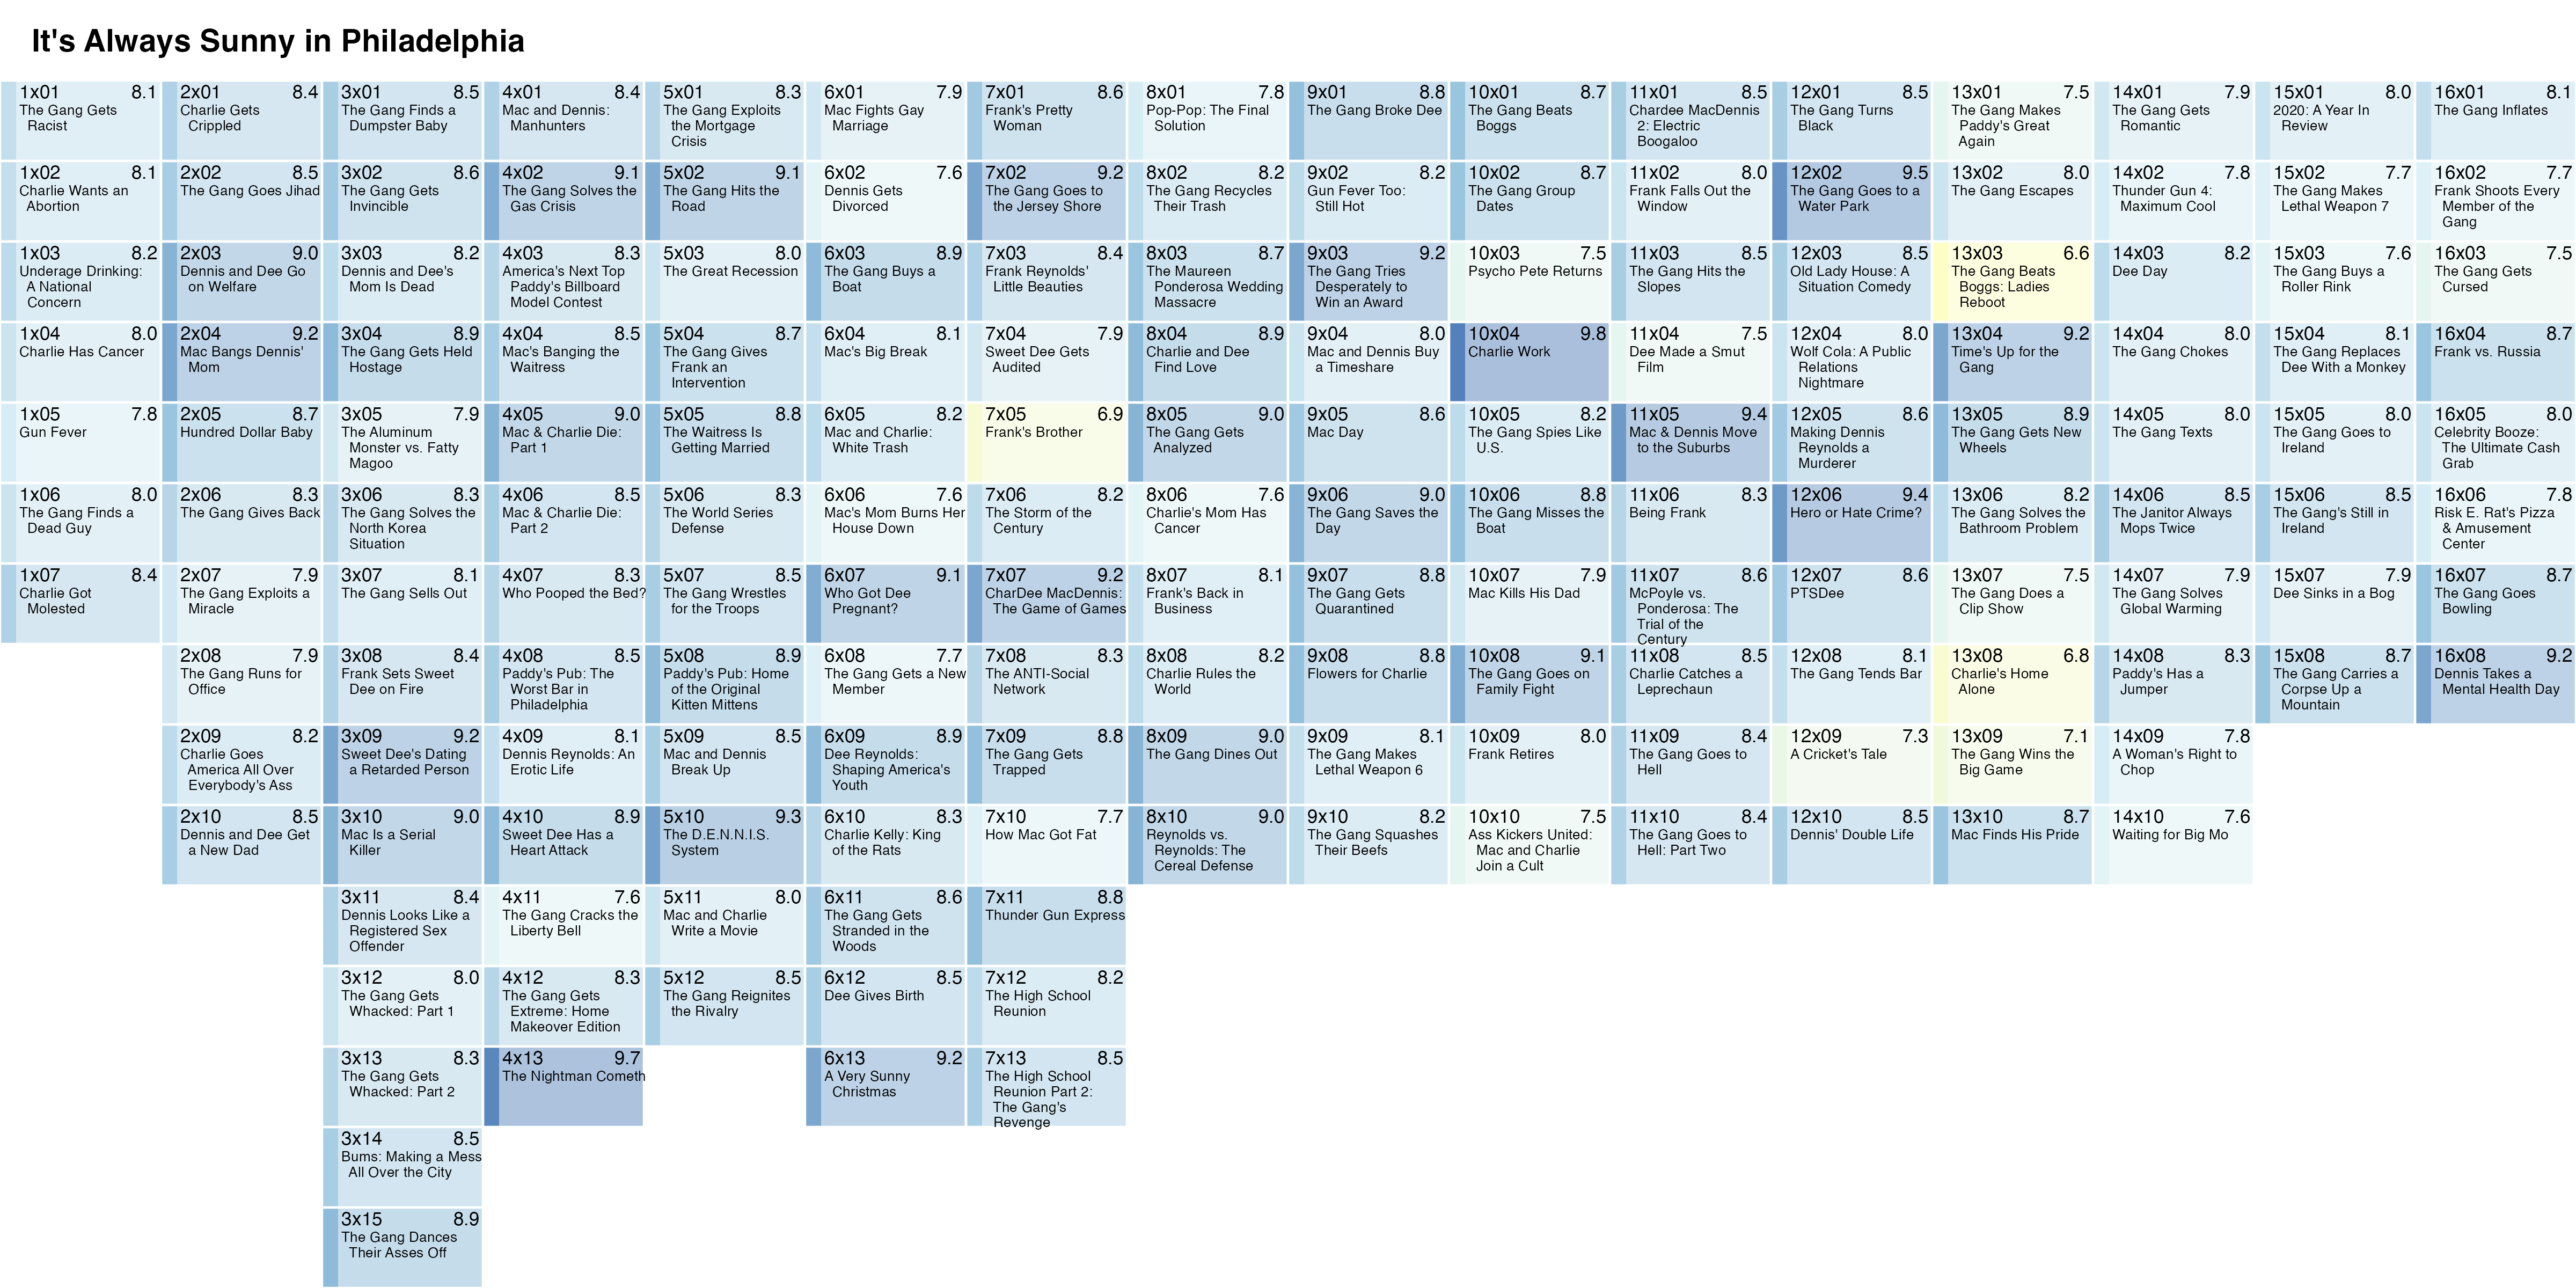 It's Always Sunny in Philadelphia
1x01 8.1
The Gang Gets
Racist
1x02 8.1
Charlie Wants an
Abortion
1x03 8.2
Underage Drinking:
A National
Concern
1x04 8.0
Charlie Has Cancer
1x05 7.8
Gun Fever
1x06 8.0
The Gang Finds a
Dead Guy
1x07 8.4
Charlie Got
Molested
2x01 8.4
Charlie Gets
Crippled
2x02 8.5
The Gang Goes Jihad
2x03 9.0
Dennis and Dee Go
on Welfare
2x04 9.2
Mac Bangs Dennis'
Mom
2x05 8.7
Hundred Dollar Baby
2x06 8.3
The Gang Gives Back
2x07 7.9
The Gang Exploits a
Miracle
2x08 7.9
The Gang Runs for
Office
2x09 8.2
Charlie Goes
America All Over
Everybody's Ass
2x10 8.5
Dennis and Dee Get
a New Dad
3x01 8.5
The Gang Finds a
Dumpster Baby
3x02 8.6
The Gang Gets
Invincible
3x03 8.2
Dennis and Dee's
Mom Is Dead
3x04 8.9
The Gang Gets Held
Hostage
3x05 7.9
The Aluminum
Monster vs. Fatty
Magoo
3x06 8.3
The Gang Solves the
North Korea
Situation
3x07 8.1
The Gang Sells Out
3x08 8.4
Frank Sets Sweet
Dee on Fire
3x09 9.2
Sweet Dee's Dating
a Retarded Person
3x10 9.0
Mac Is a Serial
Killer
3x11 8.4
Dennis Looks Like a
Registered Sex
Offender
3x12 8.0
The Gang Gets
Whacked: Part 1
3x13 8.3
The Gang Gets
Whacked: Part 2
3x14 8.5
Bums: Making a Mess
All Over the City
3x15 8.9
The Gang Dances
Their Asses Off
4x01 8.4
Mac and Dennis:
Manhunters
4x02 9.1
The Gang Solves the
Gas Crisis
4x03 8.3
America's Next Top
Paddy's Billboard
Model Contest
4x04 8.5
Mac's Banging the
Waitress
4x05 9.0
Mac & Charlie Die:
Part 1
4x06 8.5
Mac & Charlie Die:
Part 2
4x07 8.3
Who Pooped the Bed?
4x08 8.5
Paddy's Pub: The
Worst Bar in
Philadelphia
4x09 8.1
Dennis Reynolds: An
Erotic Life
4x10 8.9
Sweet Dee Has a
Heart Attack
4x11 7.6
The Gang Cracks the
Liberty Bell
4x12 8.3
The Gang Gets
Extreme: Home
Makeover Edition
4x13 9.7
The Nightman Cometh
5x01 8.3
The Gang Exploits
the Mortgage
Crisis
5x02 9.1
The Gang Hits the
Road
5x03 8.0
The Great Recession
5x04 8.7
The Gang Gives
Frank an
Intervention
5x05 8.8
The Waitress Is
Getting Married
5x06 8.3
The World Series
Defense
5x07 8.5
The Gang Wrestles
for the Troops
5x08 8.9
Paddy's Pub: Home
of the Original
Kitten Mittens
5x09 8.5
Mac and Dennis
Break Up
5x10 9.3
The D.E.N.N.I.S.
System
5x11 8.0
Mac and Charlie
Write a Movie
5x12 8.5
The Gang Reignites
the Rivalry
6x01 7.9
Mac Fights Gay
Marriage
6x02 7.6
Dennis Gets
Divorced
6x03 8.9
The Gang Buys a
Boat
6x04 8.1
Mac's Big Break
6x05 8.2
Mac and Charlie:
White Trash
6x06 7.6
Mac's Mom Burns Her
House Down
6x07 9.1
Who Got Dee
Pregnant?
6x08 7.7
The Gang Gets a New
Member
6x09 8.9
Dee Reynolds:
Shaping America's
Youth
6x10 8.3
Charlie Kelly: King
of the Rats
6x11 8.6
The Gang Gets
Stranded in the
Woods
6x12 8.5
Dee Gives Birth
6x13 9.2
A Very Sunny
Christmas
7x01 8.6
Frank's Pretty
Woman
7x02 9.2
The Gang Goes to
the Jersey Shore
7x03 8.4
Frank Reynolds'
Little Beauties
7x04 7.9
Sweet Dee Gets
Audited
7x05 6.9
Frank's Brother
7x06 8.2
The Storm of the
Century
7x07 9.2
CharDee MacDennis:
The Game of Games
7x08 8.3
The ANTI-Social
Network
7x09 8.8
The Gang Gets
Trapped
7x10 7.7
How Mac Got Fat
7x11 8.8
Thunder Gun Express
7x12 8.2
The High School
Reunion
7x13 8.5
The High School
Reunion Part 2:
The Gang's
Revenge
8x01 7.8
Pop-Pop: The Final
Solution
8x02 8.2
The Gang Recycles
Their Trash
8x03 8.7
The Maureen
Ponderosa Wedding
Massacre
8x04 8.9
Charlie and Dee
Find Love
8x05 9.0
The Gang Gets
Analyzed
8x06 7.6
Charlie's Mom Has
Cancer
8x07 8.1
Frank's Back in
Business
8x08 8.2
Charlie Rules the
World
8x09 9.0
The Gang Dines Out
8x10 9.0
Reynolds vs.
Reynolds: The
Cereal Defense
9x01 8.8
The Gang Broke Dee
9x02 8.2
Gun Fever Too:
Still Hot
9x03 9.2
The Gang Tries
Desperately to
Win an Award
9x04 8.0
Mac and Dennis Buy
a Timeshare
9x05 8.6
Mac Day
9x06 9.0
The Gang Saves the
Day
9x07 8.8
The Gang Gets
Quarantined
9x08 8.8
Flowers for Charlie
9x09 8.1
The Gang Makes
Lethal Weapon 6
9x10 8.2
The Gang Squashes
Their Beefs
10x01 8.7
The Gang Beats
Boggs
10x02 8.7
The Gang Group
Dates
10x03 7.5
Psycho Pete Returns
10x04 9.8
Charlie Work
10x05 8.2
The Gang Spies Like
U.S.
10x06 8.8
The Gang Misses the
Boat
10x07 7.9
Mac Kills His Dad
10x08 9.1
The Gang Goes on
Family Fight
10x09 8.0
Frank Retires
10x10 7.5
Ass Kickers United:
Mac and Charlie
Join a Cult
11x01 8.5
Chardee MacDennis
2: Electric
Boogaloo
11x02 8.0
Frank Falls Out the
Window
11x03 8.5
The Gang Hits the
Slopes
11x04 7.5
Dee Made a Smut
Film
11x05 9.4
Mac & Dennis Move
to the Suburbs
11x06 8.3
Being Frank
11x07 8.6
McPoyle vs.
Ponderosa: The
Trial of the
Century
11x08 8.5
Charlie Catches a
Leprechaun
11x09 8.4
The Gang Goes to
Hell
11x10 8.4
The Gang Goes to
Hell: Part Two
12x01 8.5
The Gang Turns
Black
12x02 9.5
The Gang Goes to a
Water Park
12x03 8.5
Old Lady House: A
Situation Comedy
12x04 8.0
Wolf Cola: A Public
Relations
Nightmare
12x05 8.6
Making Dennis
Reynolds a
Murderer
12x06 9.4
Hero or Hate Crime?
12x07 8.6
PTSDee
12x08 8.1
The Gang Tends Bar
12x09 7.3
A Cricket's Tale
12x10 8.5
Dennis' Double Life
13x01 7.5
The Gang Makes
Paddy's Great
Again
13x02 8.0
The Gang Escapes
13x03 6.6
The Gang Beats
Boggs: Ladies
Reboot
13x04 9.2
Time's Up for the
Gang
13x05 8.9
The Gang Gets New
Wheels
13x06 8.2
The Gang Solves the
Bathroom Problem
13x07 7.5
The Gang Does a
Clip Show
13x08 6.8
Charlie's Home
Alone
13x09 7.1
The Gang Wins the
Big Game
13x10 8.7
Mac Finds His Pride
14x01 7.9
The Gang Gets
Romantic
14x02 7.8
Thunder Gun 4:
Maximum Cool
14x03 8.2
Dee Day
14x04 8.0
The Gang Chokes
14x05 8.0
The Gang Texts
14x06 8.5
The Janitor Always
Mops Twice
14x07 7.9
The Gang Solves
Global Warming
14x08 8.3
Paddy's Has a
Jumper
14x09 7.8
A Woman's Right to
Chop
14x10 7.6
Waiting for Big Mo
15x01 8.0
2020: A Year In
Review
15x02 7.7
The Gang Makes
Lethal Weapon 7
15x03 7.6
The Gang Buys a
Roller Rink
15x04 8.1
The Gang Replaces
Dee With a Monkey
15x05 8.0
The Gang Goes to
Ireland
15x06 8.5
The Gang's Still in
Ireland
15x07 7.9
Dee Sinks in a Bog
15x08 8.7
The Gang Carries a
Corpse Up a
Mountain
16x01 8.1
The Gang Inflates
16x02 7.7
Frank Shoots Every
Member of the
Gang
16x03 7.5
The Gang Gets
Cursed
16x04 8.7
Frank vs. Russia
16x05 8.0
Celebrity Booze:
The Ultimate Cash
Grab
16x06 7.8
Risk E. Rat's Pizza
& Amusement
Center
16x07 8.7
The Gang Goes
Bowling
16x08 9.2
Dennis Takes a
Mental Health Day